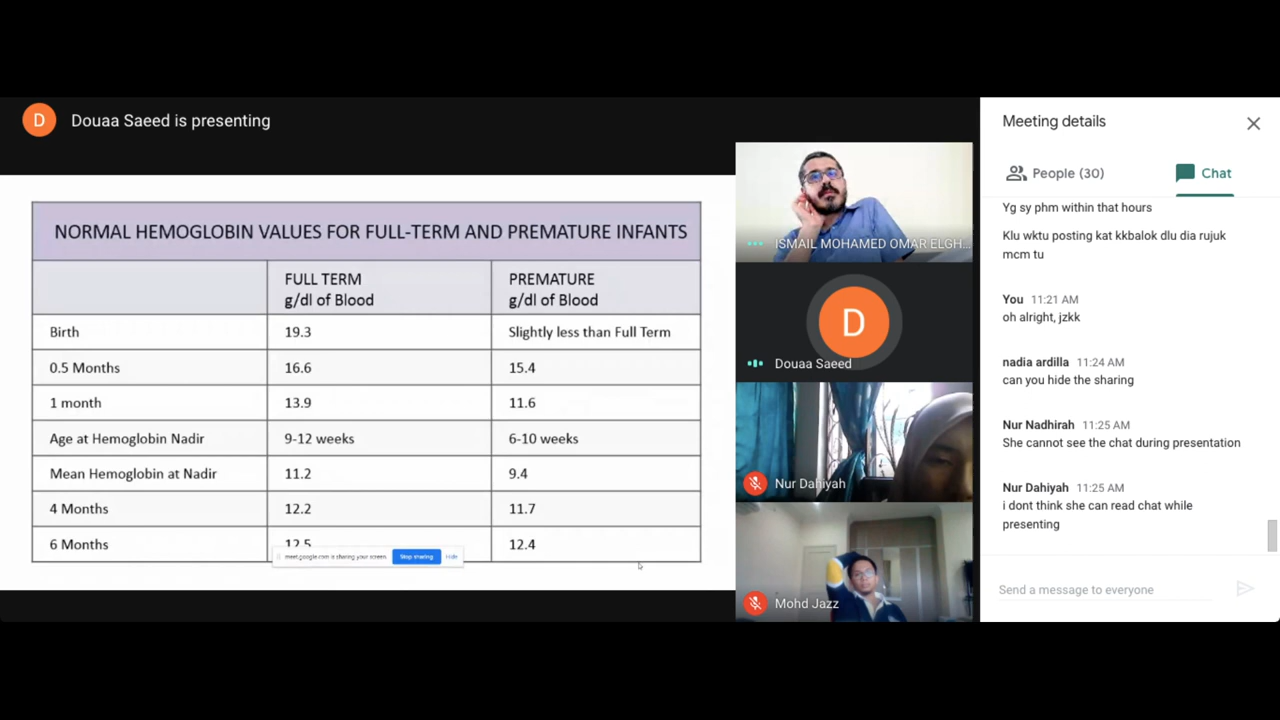 D Douaa Saeed is presenting
NORMAL HEMOGLOBIN VALUES FOR FULL-TERM AND PREMATURE INFANTS
FULL TERM PREMATURE
g/dl of Blood g/dl of Blood
Birth 19.3 Slightly less than Full Term
0.5 Months 16.6 15.4
1 month 13.9 11.6
Age at Hemoglobin Nadir 9-12 weeks 6-10 weeks
Mean Hemoglobin at Nadir 11.2 9.4
4 Months 12.2 11.7
6 Months 12.5 12.4
meet.google.com is sharing your screen. Stop sharing Hide
ISMAIL MOHAMED OMAR ELGH...
D
Douaa Saeed
Nur Dahiyah
Mohd Jazz
Meeting details
People (30) Chat
Yg sy phm within that hours
Klu wktu posting kat kkbalok dlu dia rujuk
mcm tu
You 11:21 AM
oh alright, jzkk
nadia ardilla 11:24 AM
can you hide the sharing
Nur Nadhirah 11:25 AM
She cannot see the chat during presentation
Nur Dahiyah 11:25 AM
i dont think she can read chat while
presenting
Send a message to everyone